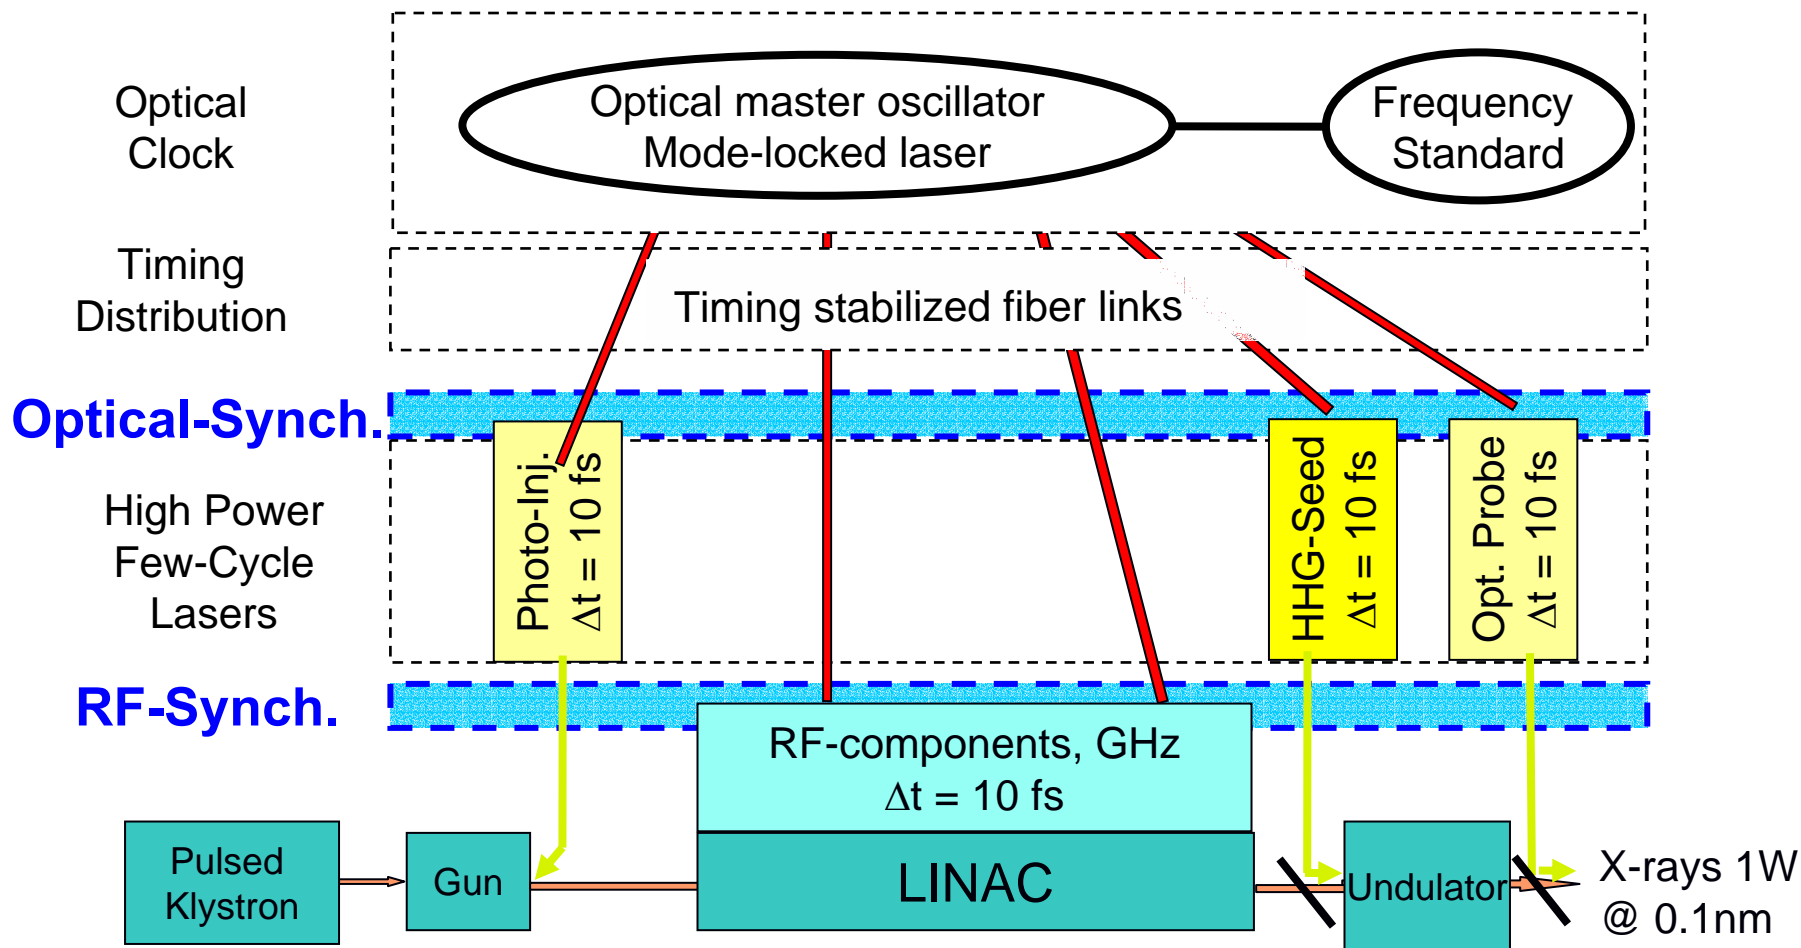 Optical
Clock
Optical master oscillator
Mode-locked laser
Frequency
Standard
Timing
Distribution
Timing stabilized fiber links
Optical-Synch.
High Power
Few-Cycle
Lasers
Photo-Inj.
Δt = 10 fs
HHG-Seed
Δt = 10 fs
Opt. Probe
Δt = 10 fs
RF-Synch.
RF-components, GHz
Δt = 10 fs
Pulsed
Klystron
Gun
LINAC
Undulator
X-rays 1W
@ 0.1nm